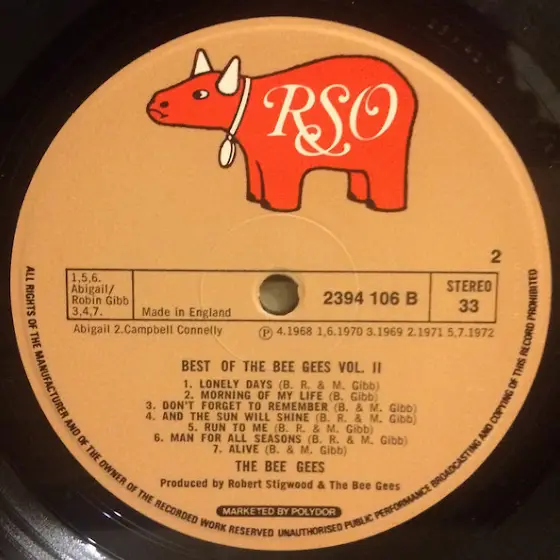 RSO
2
1,5,6.
Abigail/
Robin Gibb
3,4,7.
Made in England
2394 106 B
STEREO
33
Abigail 2.Campbell Connelly
Ⓟ 4.1968 1,6.1970 3.1969 2.1971 5,7.1972
BEST OF THE BEE GEES VOL. II
1. LONELY DAYS (B. R. & M. Gibb)
2. MORNING OF MY LIFE (B. Gibb)
3. DON'T FORGET TO REMEMBER (B. & M. Gibb)
4. AND THE SUN WILL SHINE (B. R. & M. Gibb)
5. RUN TO ME (B. R. & M. Gibb)
6. MAN FOR ALL SEASONS (B. R. & M. Gibb)
7. ALIVE (B. & M. Gibb)
THE BEE GEES
Produced by Robert Stigwood & The Bee Gees
MARKETED BY POLYDOR
ALL RIGHTS OF THE MANUFACTURER AND OF THE OWNER OF THE RECORDED WORK RESERVED UNAUTHORISED PUBLIC PERFORMANCE BROADCASTING AND COPYING OF THIS RECORD PROHIBITED